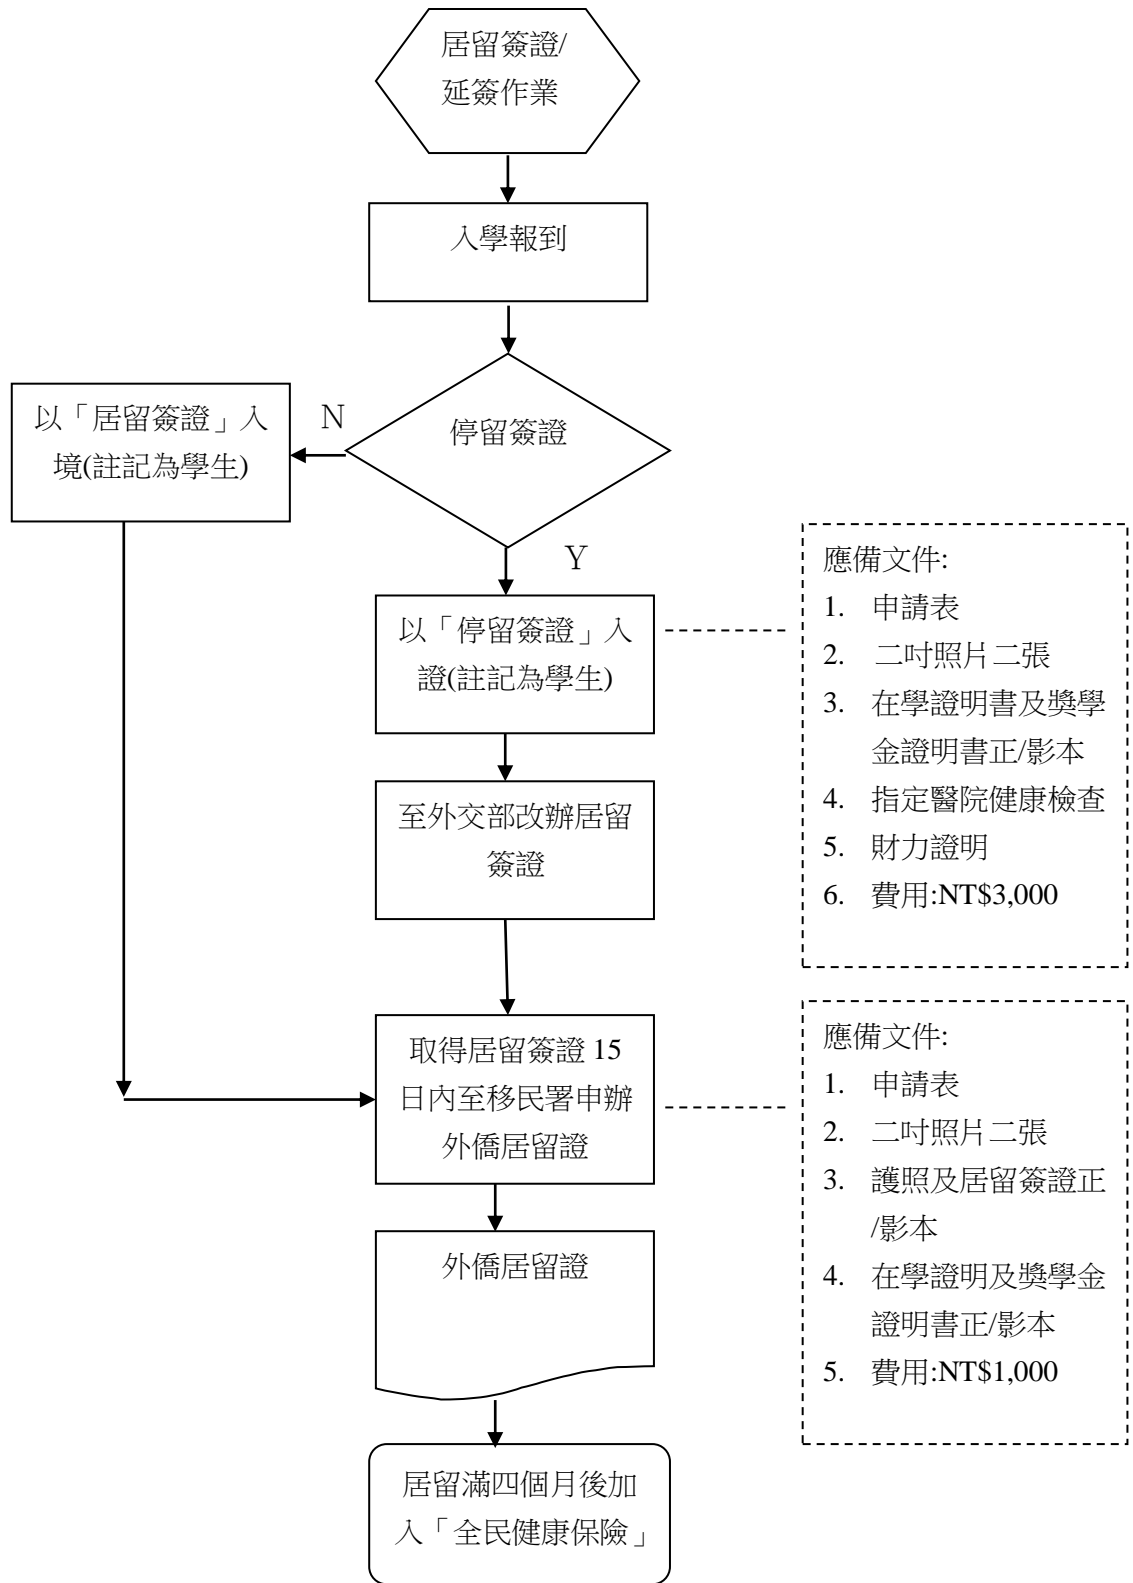 居留簽證/
延簽作業
入學報到
停留簽證
N
以「居留簽證」入
境(註記為學生)
Y
以「停留簽證」入
證(註記為學生)
應備文件:
1. 申請表
2. 二吋照片二張
3. 在學證明書及獎學
金證明書正/影本
4. 指定醫院健康檢查
5. 財力證明
6. 費用:NT$3,000
至外交部改辦居留
簽證
取得居留簽證 15
日內至移民署申辦
外僑居留證
應備文件:
1. 申請表
2. 二吋照片二張
3. 護照及居留簽證正
/影本
4. 在學證明及獎學金
證明書正/影本
5. 費用:NT$1,000
外僑居留證
居留滿四個月後加
入「全民健康保險」